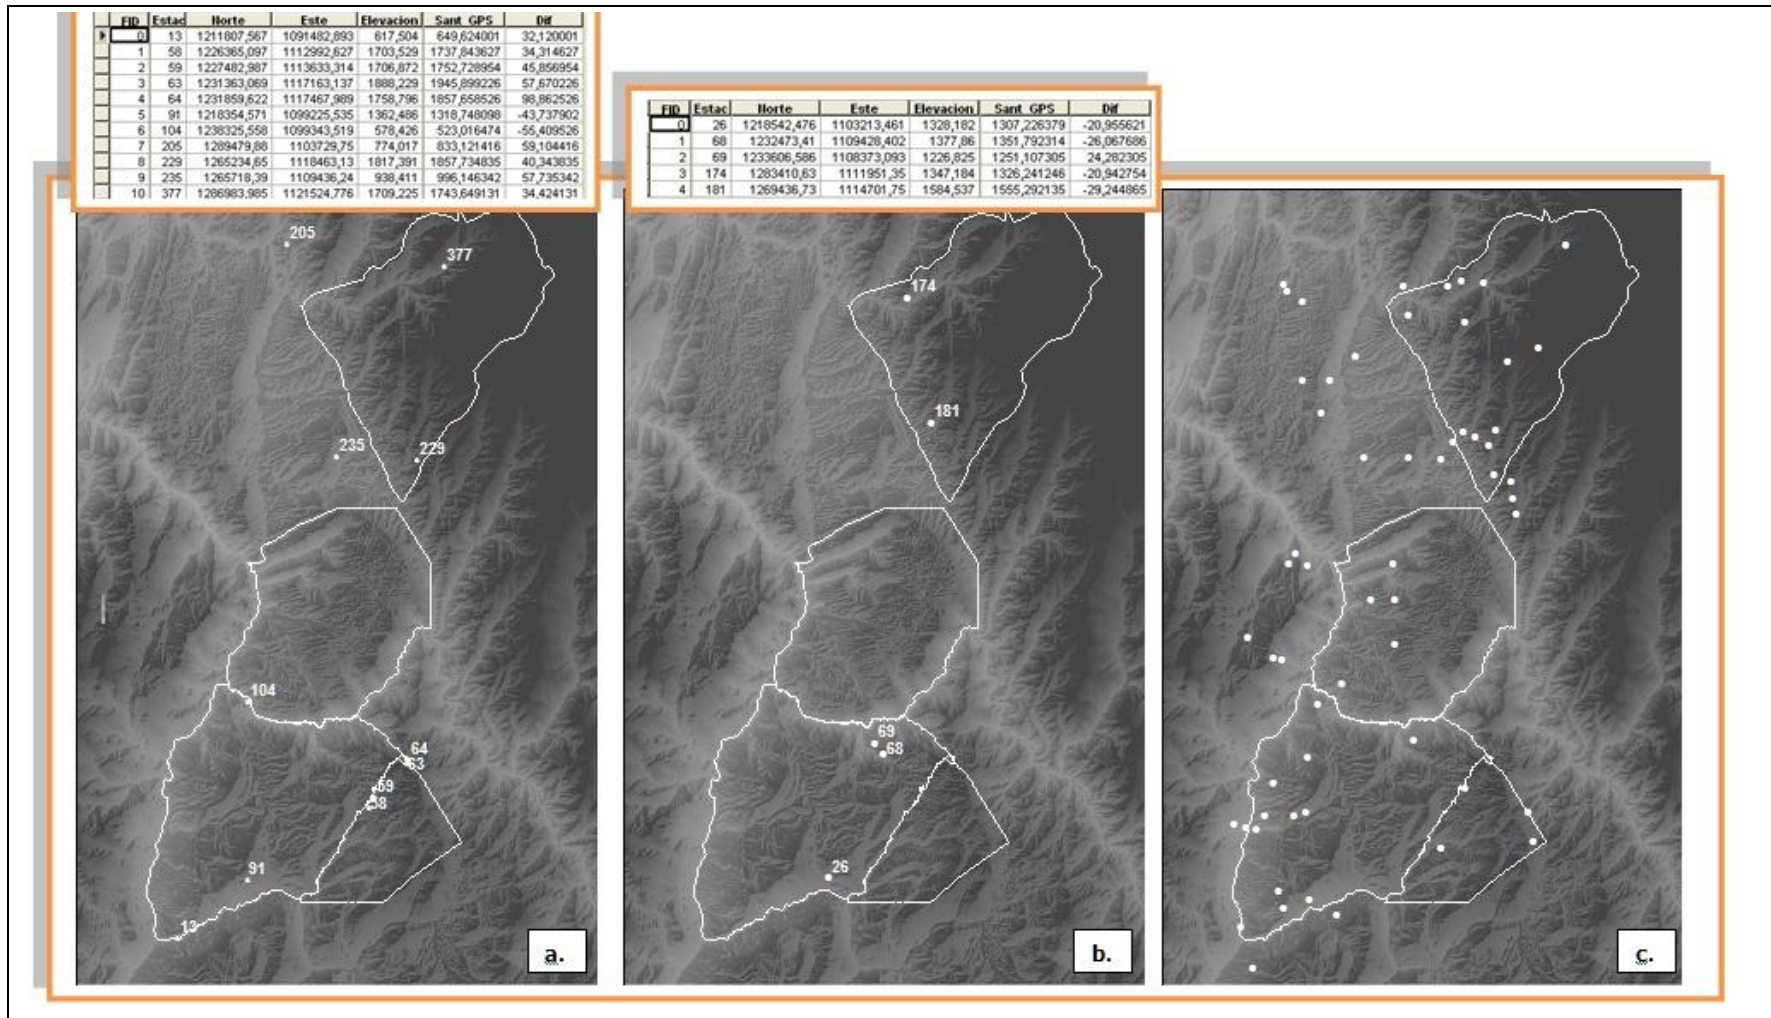 FID Estac Norte Este Elevacion Sant_GPS Dif
0 13 1211807,567 1091482,893 617,504 649,624001 32,120001
1 58 1226365,097 1112992,627 1703,529 1737,843627 34,314627
2 59 1227482,987 1113633,314 1706,872 1752,728954 45,856954
3 63 1231363,069 1117163,137 1888,229 1945,899226 57,670226
4 64 1231859,622 1117467,989 1758,796 1857,658526 98,862526
5 91 1218354,571 1099225,535 1362,486 1318,748098 -43,737902
6 104 1238325,558 1099343,519 578,426 523,016474 -55,409526
7 205 1289479,88 1103729,75 774,017 833,121416 59,104416
8 229 1265234,65 1118463,13 1817,391 1857,734835 40,343835
9 235 1265718,39 1109436,24 938,411 996,146342 57,735342
10 377 1286983,985 1121524,776 1709,225 1743,649131 34,424131
FID Estac Norte Este Elevacion Sant_GPS Dif
0 26 1218542,476 1103213,461 1328,182 1307,226379 -20,955621
1 68 1232473,41 1109428,402 1377,86 1351,792314 -26,067686
2 69 1233606,586 1108373,093 1226,825 1251,107305 24,282305
3 174 1283410,63 1111951,35 1347,184 1326,241246 -20,942754
4 181 1269436,73 1114701,75 1584,537 1555,292135 -29,244865
205
377
235
229
104
64
63
59
58
91
13
a.
174
181
69
68
26
b.
c.